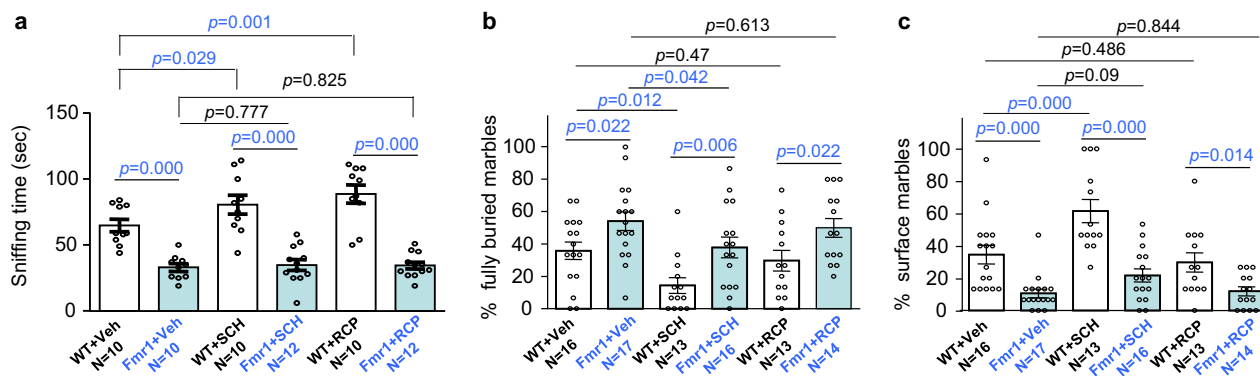 a
p=0.001
p=0.029
p=0.825
p=0.777
p=0.000
p=0.000
p=0.000
Sniffing time (sec)
150
100
50
0
WT+Veh
N=10
Fmr1+Veh
N=10
WT+SCH
N=10
Fmr1+SCH
N=12
WT+RCP
N=10
Fmr1+RCP
N=12
b
p=0.613
p=0.47
p=0.042
p=0.012
p=0.022
p=0.006
p=0.022
% fully buried marbles
100
80
60
40
20
0
WT+Veh
N=16
Fmr1+Veh
N=17
WT+SCH
N=13
Fmr1+SCH
N=16
WT+RCP
N=13
Fmr1+RCP
N=14
c
p=0.844
p=0.486
p=0.09
p=0.000
p=0.000
p=0.000
p=0.014
% surface marbles
100
80
60
40
20
0
WT+Veh
N=16
Fmr1+Veh
N=17
WT+SCH
N=13
Fmr1+SCH
N=16
WT+RCP
N=13
Fmr1+RCP
N=14